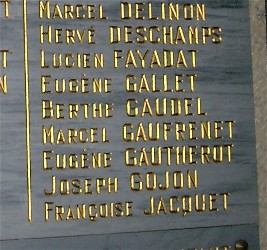 Marcel DELINON
Hervé DESCHAMPS
Lucien FAYADAT
Eugène GALLET
Berthe GAUDEL
Marcel GAUFRENET
Eugène GAUTHEROT
Joseph GOJON
Françoise JACQUET